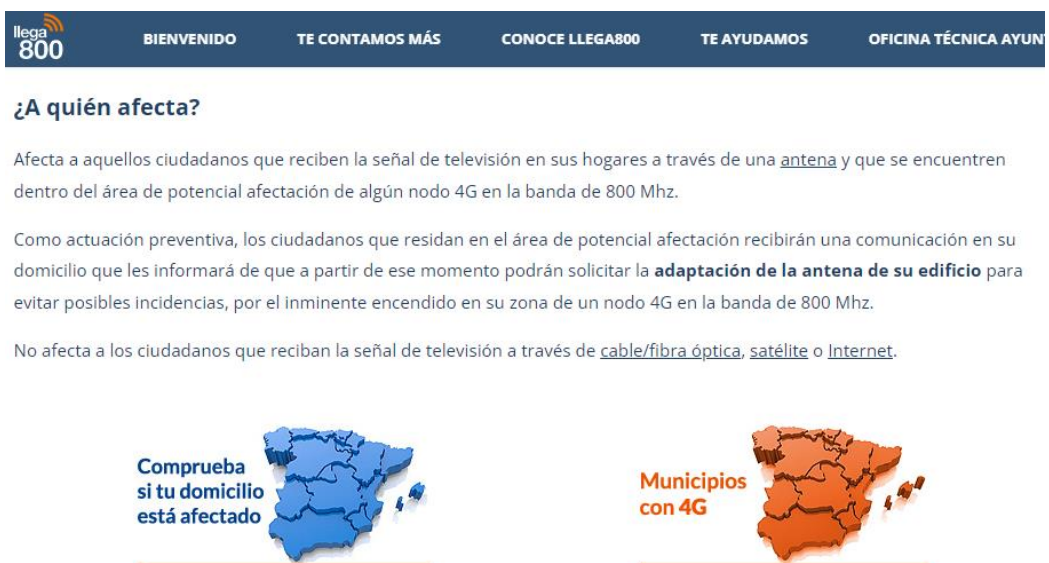 llega
800
BIENVENIDO TE CONTAMOS MÁS CONOCE LLEGA800 TE AYUDAMOS OFICINA TÉCNICA AYUN
¿A quién afecta?
Afecta a aquellos ciudadanos que reciben la señal de televisión en sus hogares a través de una antena y que se encuentren
dentro del área de potencial afectación de algún nodo 4G en la banda de 800 Mhz.
Como actuación preventiva, los ciudadanos que residan en el área de potencial afectación recibirán una comunicación en su
domicilio que les informará de que a partir de ese momento podrán solicitar la adaptación de la antena de su edificio para
evitar posibles incidencias, por el inminente encendido en su zona de un nodo 4G en la banda de 800 Mhz.
No afecta a los ciudadanos que reciban la señal de televisión a través de cable/fibra óptica, satélite o Internet.
Comprueba
si tu domicilio
está afectado
Municipios
con 4G